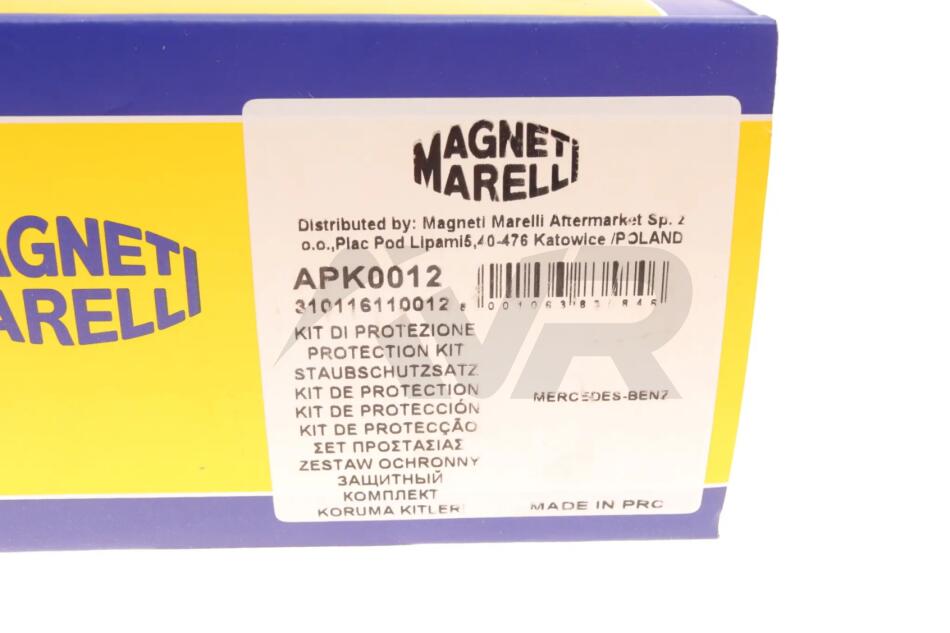 MAGNETI
MARELLI
Distributed by: Magneti Marelli Aftermarket Sp. z
o.o.,Plac Pod Lipami5,40-476 Katowice /POLAND
APK0012
310116110012
8 001063837846
KIT DI PROTEZIONE
PROTECTION KIT
STAUBSCHUTZSATZ
KIT DE PROTECTION
KIT DE PROTECCIÓN
KIT DE PROTECÇÃO
ΣΕΤ ΠΡΟΣΤΑΣΙΑΣ
ZESTAW OCHRONNY
ЗАЩИТНЫЙ
КОМПЛЕКТ
KORUMA KITLERI
MERCEDES-BENZ
MADE IN PRC
AGNETI
ARELLI